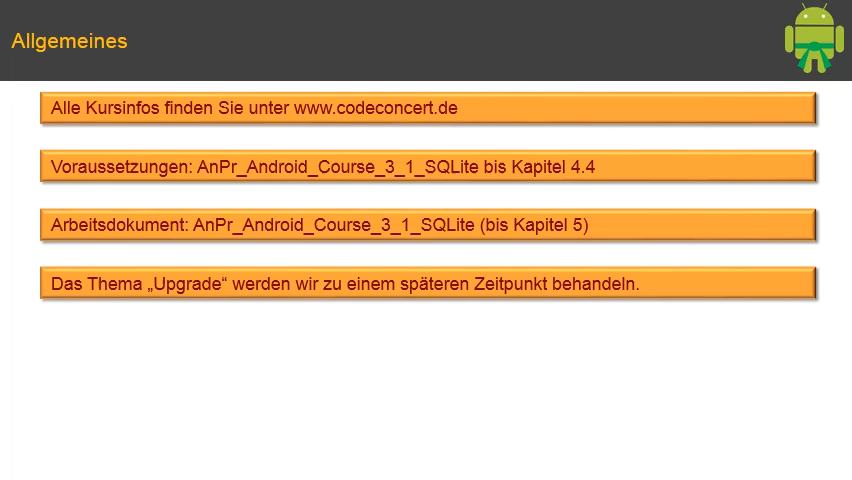 Allgemeines
Alle Kursinfos finden Sie unter www.codeconcert.de
Voraussetzungen: AnPr_Android_Course_3_1_SQLite bis Kapitel 4.4
Arbeitsdokument: AnPr_Android_Course_3_1_SQLite (bis Kapitel 5)
Das Thema „Upgrade“ werden wir zu einem späteren Zeitpunkt behandeln.